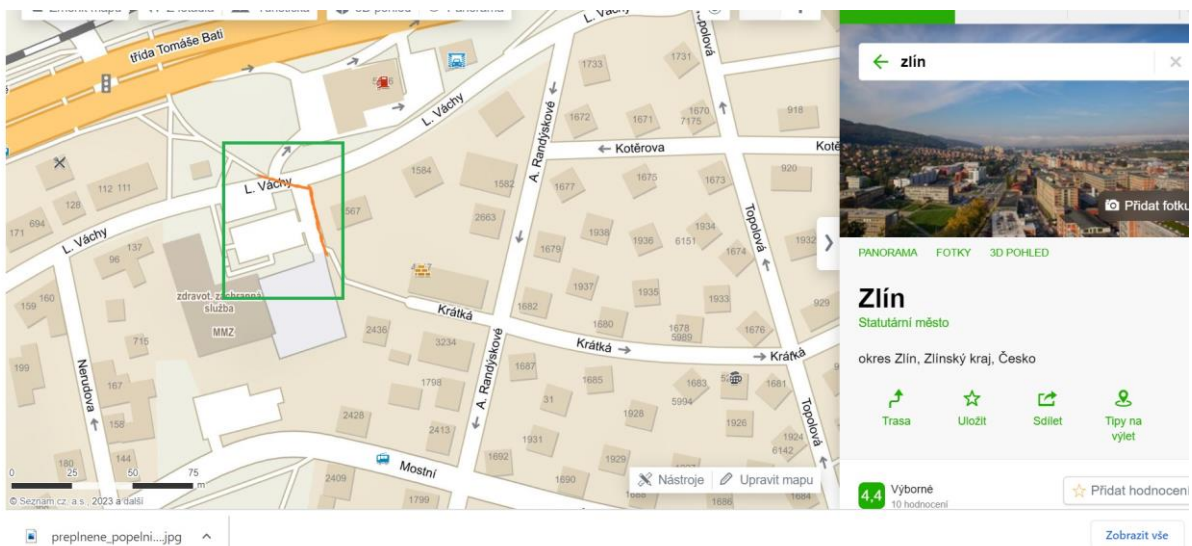 Změnit mapu
Z letadla
Turistická
3D pohled
Panorama
třída Tomáše Bati
L. Váchy
L. Váchy
L. Váchy
L. Váchy
A. Randýskové
A. Randýskové
Topolová
Topolová
Topolová
Kotěrova
Krátká
Krátká
Krátká
Nerudova
Mostní
zdravot. záchranná
služba
MMZ
1733
1731
1672
1671
1670
7175
918
920
1584
1582
1677
1675
1673
112 111
128
694
171
137
96
567
2663
1938
1936
1934
6151
1674
1932
1679
1937
1935
1933
929
160
159
715
199
167
158
180
144
1682
1680
1678
5989
1676
2436
3234
1687
1685
1683
5994
1681
1798
31
1928
1926
2428
2413
1931
1924
6142
1692
1929
2409
1690
1799
1688
1686
1684
0 25 50 75 m
© Seznam.cz, a.s., 2023 a další
Nástroje
Upravit mapu
zlín
Přidat fotku
PANORAMA FOTKY 3D POHLED
Zlín
Statutární město
okres Zlín, Zlínský kraj, Česko
Trasa
Uložit
Sdílet
Tipy na
výlet
4,4
Výborné
10 hodnocení
Přidat hodnocení
preplnene_popelni....jpg
Zobrazit vše